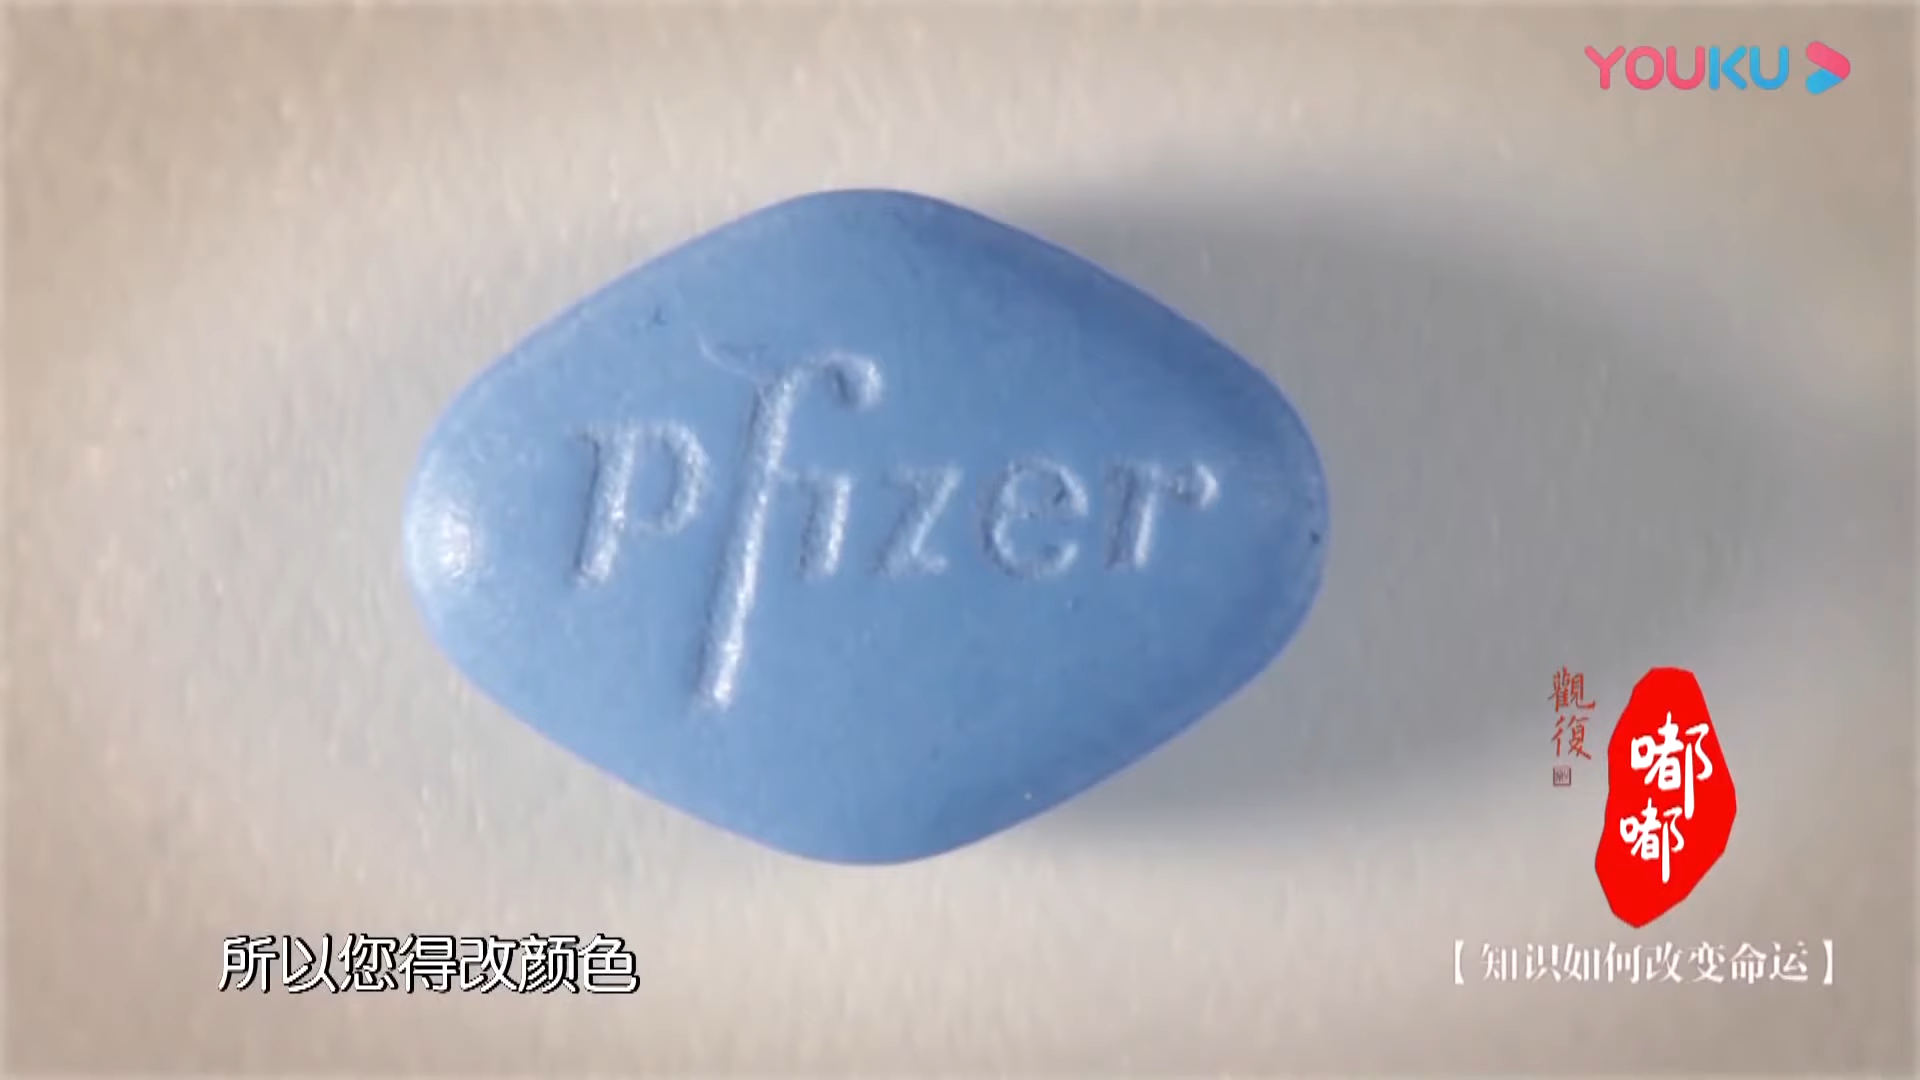 YOUKU
Pfizer
觀復
嘟嘟
所以您得改颜色
【知识如何改变命运】